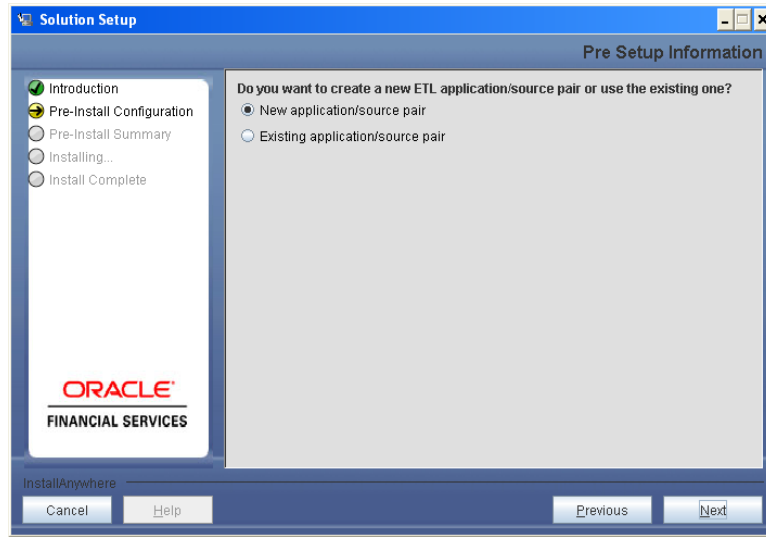 Solution Setup
Pre Setup Information
Introduction
Pre-Install Configuration
Pre-Install Summary
Installing...
Install Complete
Do you want to create a new ETL application/source pair or use the existing one?
New application/source pair
Existing application/source pair
ORACLE
FINANCIAL SERVICES
InstallAnywhere
Cancel
Help
Previous
Next